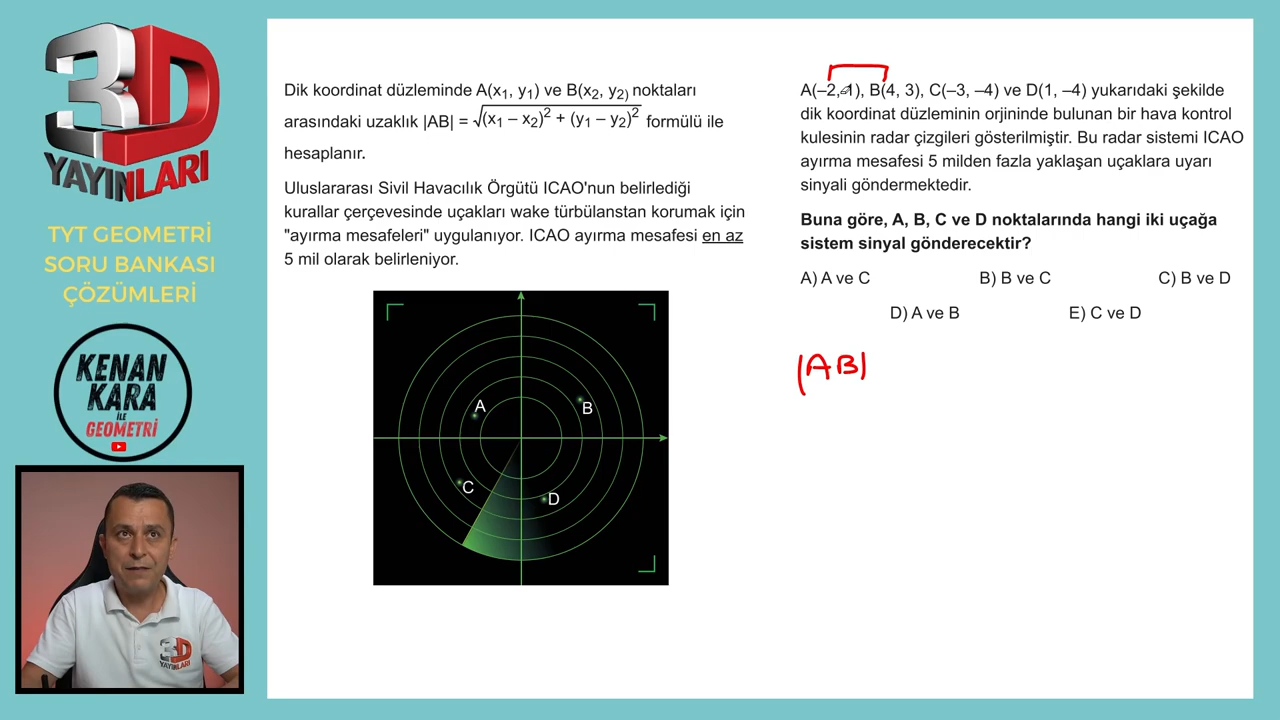 3D
YAYINLARI
TYT GEOMETRİ
SORU BANKASI
ÇÖZÜMLERİ
KENAN
KARA
İLE
GEOMETRİ
3D
YAYINLARI
Dik koordinat düzleminde A(x₁, y₁) ve B(x₂, y₂) noktaları
arasındaki uzaklık |AB| = √(x₁ – x₂)² + (y₁ – y₂)² formülü ile
hesaplanır.
Uluslararası Sivil Havacılık Örgütü ICAO'nun belirlediği
kurallar çerçevesinde uçakları wake türbülanstan korumak için
"ayırma mesafeleri" uygulanıyor. ICAO ayırma mesafesi en az
5 mil olarak belirleniyor.
A
B
C
D
A(–2, 1), B(4, 3), C(–3, –4) ve D(1, –4) yukarıdaki şekilde
dik koordinat düzleminin orjininde bulunan bir hava kontrol
kulesinin radar çizgileri gösterilmiştir. Bu radar sistemi ICAO
ayırma mesafesi 5 milden fazla yaklaşan uçaklara uyarı
sinyali göndermektedir.
Buna göre, A, B, C ve D noktalarında hangi iki uçağa
sistem sinyal gönderecektir?
A) A ve C B) B ve C C) B ve D
D) A ve B E) C ve D
|AB|